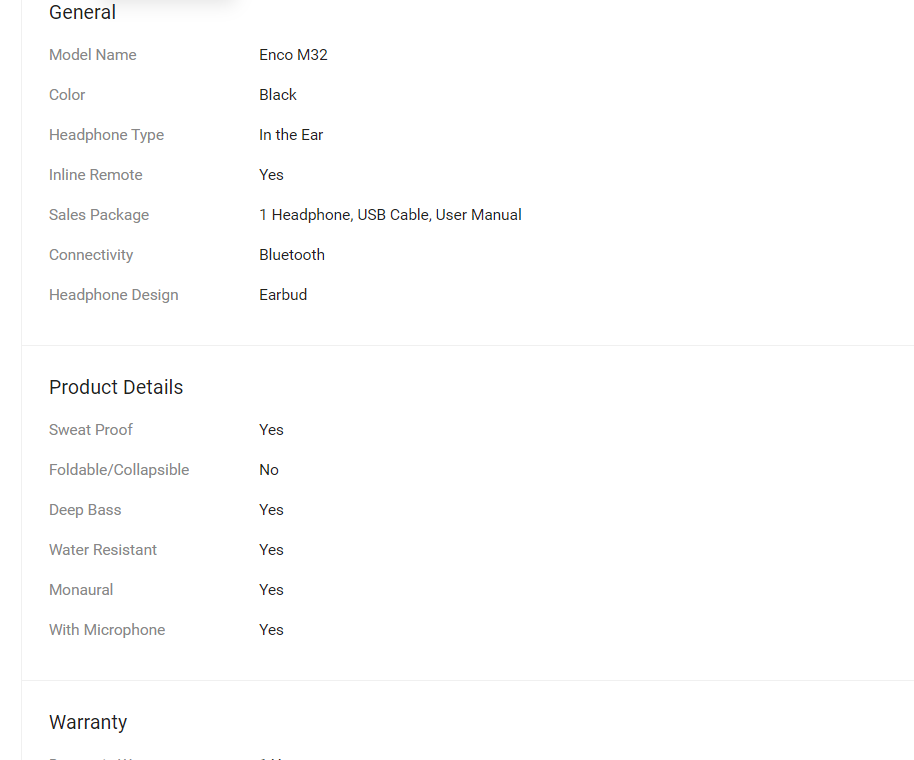 General
Model Name Enco M32
Color Black
Headphone Type In the Ear
Inline Remote Yes
Sales Package 1 Headphone, USB Cable, User Manual
Connectivity Bluetooth
Headphone Design Earbud
Product Details
Sweat Proof Yes
Foldable/Collapsible No
Deep Bass Yes
Water Resistant Yes
Monaural Yes
With Microphone Yes
Warranty